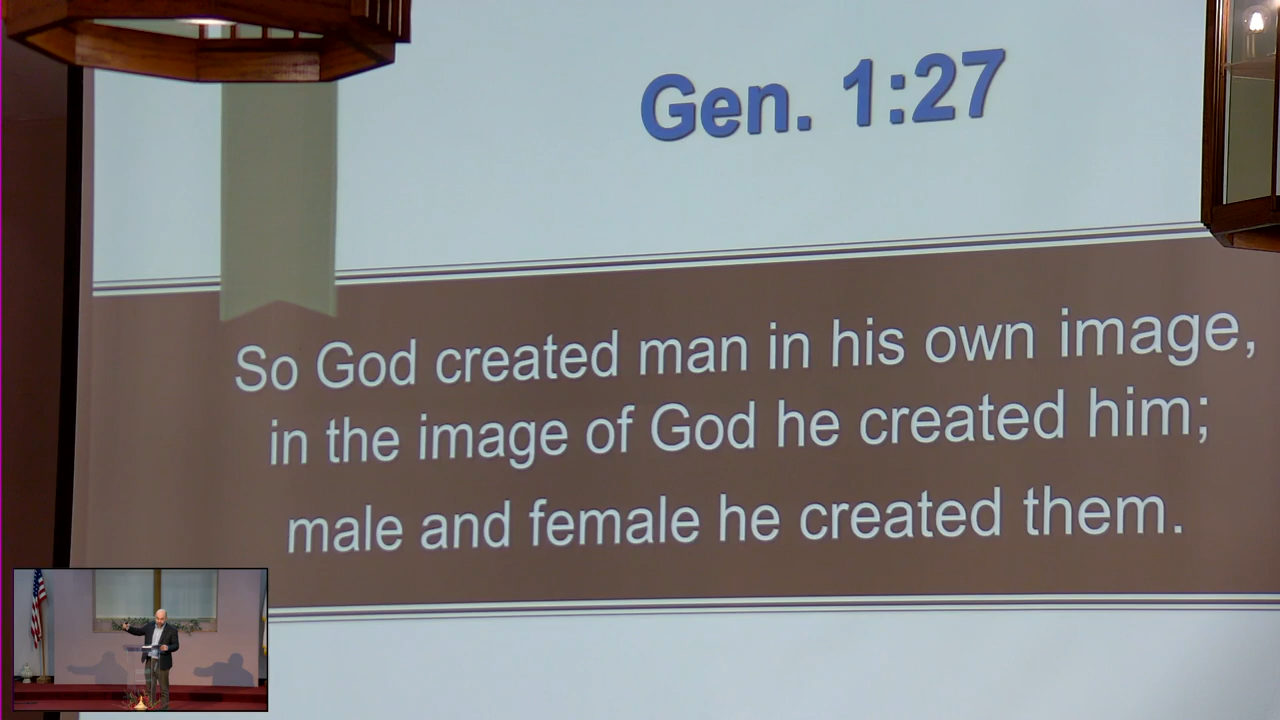 Gen. 1:27
So God created man in his own image,
in the image of God he created him;
male and female he created them.